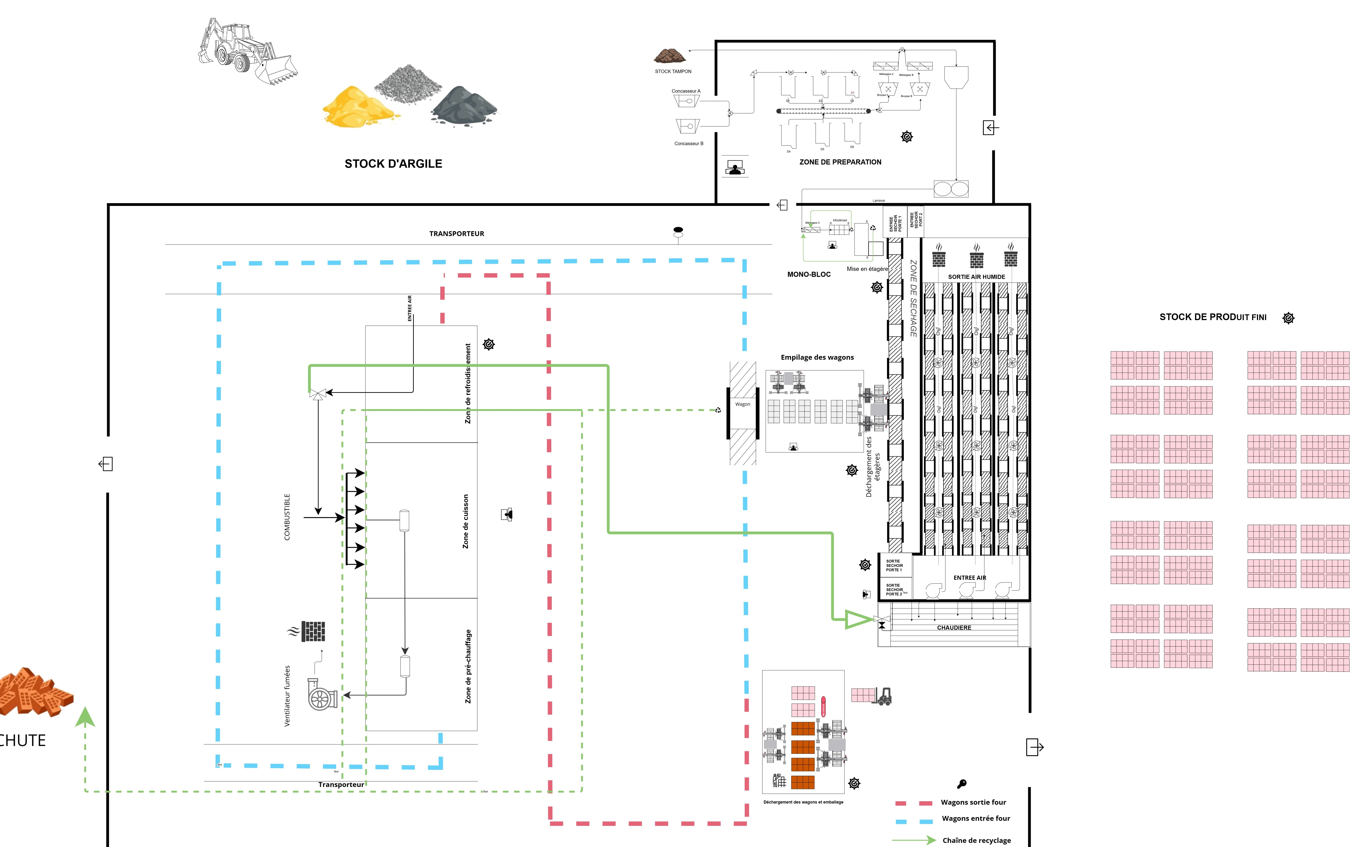 STOCK TAMPON
Concasseur A
Concasseur B
ZONE DE PREPARATION
STOCK D'ARGILE
TRANSPORTEUR
Laminoir
ENTREE SECHOIR PORTE 1
MONO-BLOC
Mise en étagère
ZONE DE SECHAGE
SORTIE AIR HUMIDE
ENTREE AIR
STOCK DE PRODUIT FINI
Zone de refroidissement
Empilage des wagons
Wagon
Déchargement des
étagères
COMBUSTIBLE
Zone de cuisson
SORTIE
SECHOIR
PORTE 1
SORTIE
SECHOIR
PORTE 2
ENTREE AIR
CHAUDIERE
Zone de pré-chauffage
Ventilateur fumées
CHUTE
Transporteur
Déchargement des wagons et emballage
Wagons sortie four
Wagons entrée four
Chaîne de recyclage